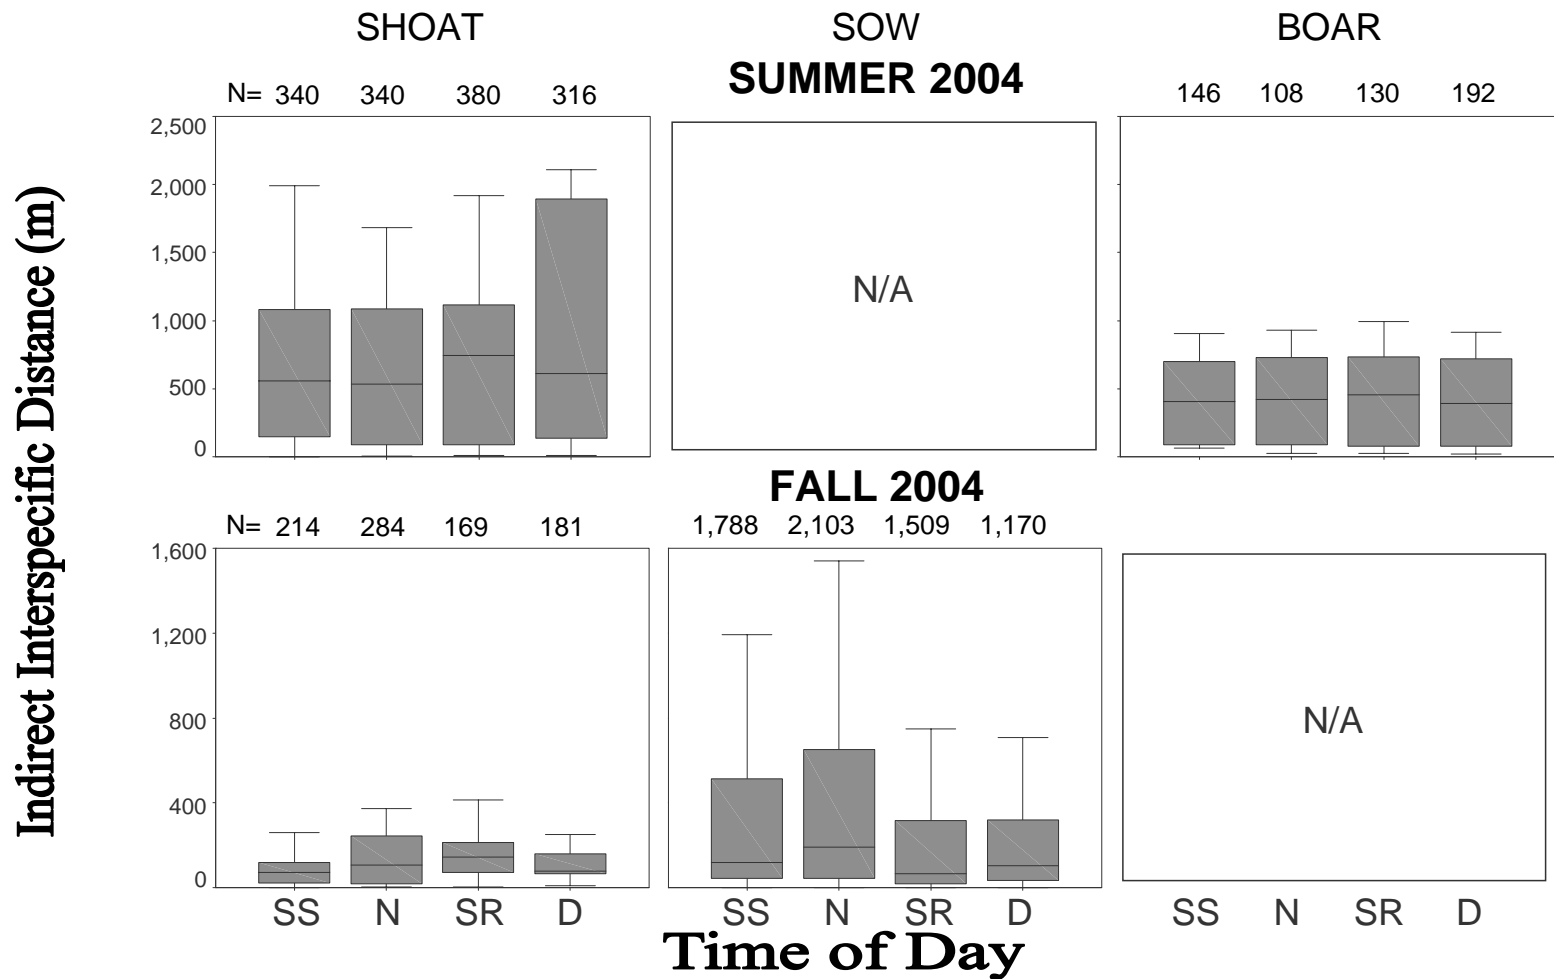 SHOAT SOW BOAR
SUMMER 2004
N= 340 340 380 316 146 108 130 192
2,500
2,000
1,500
1,000
500
0
N/A
Indirect Interspecific Distance (m)
FALL 2004
N= 214 284 169 181 1,788 2,103 1,509 1,170
1,600
1,200
800
400
0
N/A
SS N SR D SS N SR D SS N SR D
Time of Day